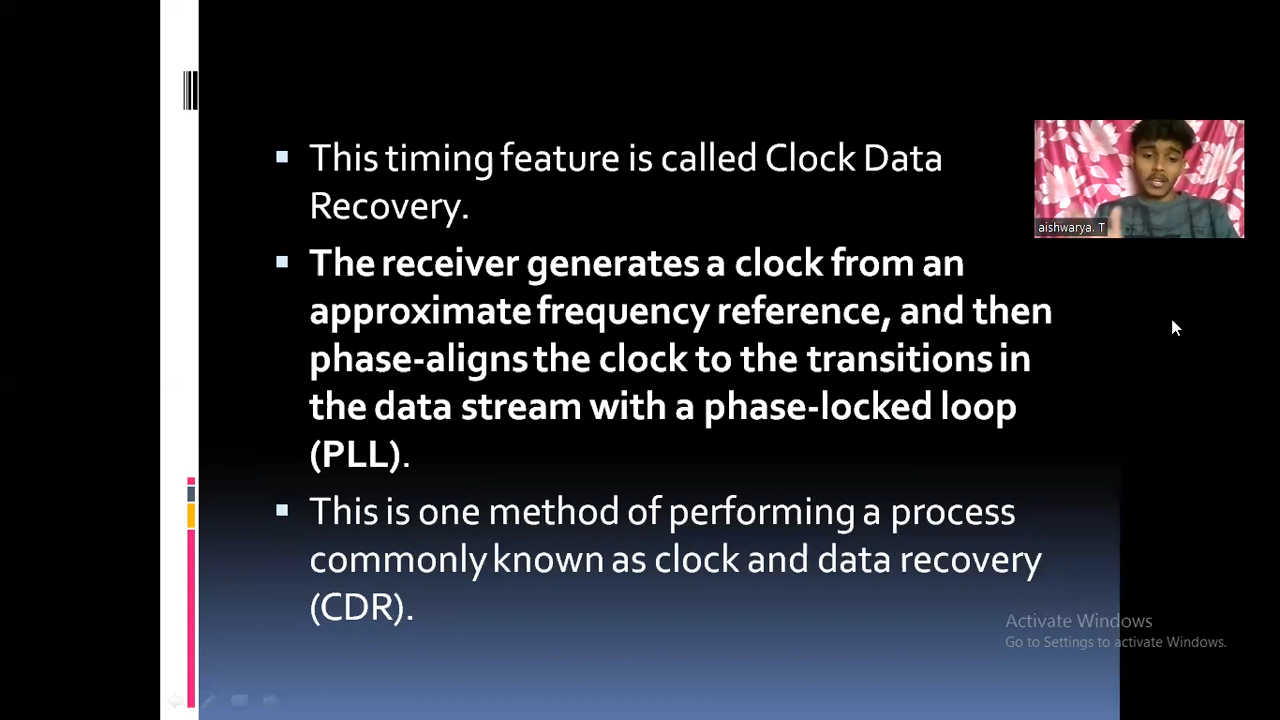 This timing feature is called Clock Data
Recovery.
The receiver generates a clock from an
approximate frequency reference, and then
phase-aligns the clock to the transitions in
the data stream with a phase-locked loop
(PLL).
This is one method of performing a process
commonly known as clock and data recovery
(CDR).
aishwarya. T
Activate Windows
Go to Settings to activate Windows.